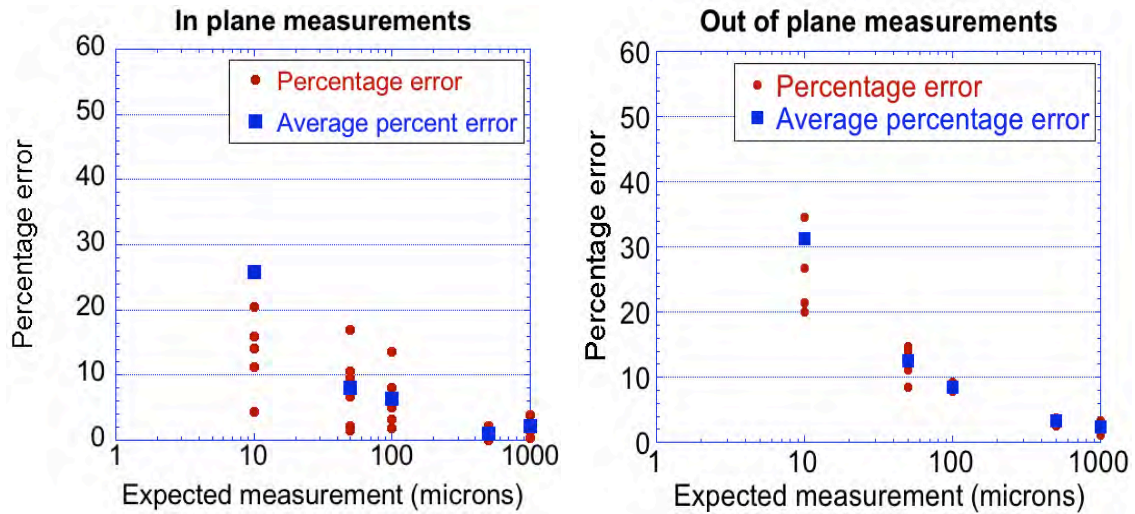 In plane measurements
60
50
40
30
20
10
0
Percentage error
Percentage error
Average percent error
1
10
100
1000
Expected measurement (microns)
Out of plane measurements
60
50
40
30
20
10
0
Percentage error
Percentage error
Average percentage error
1
10
100
1000
Expected measurement (microns)